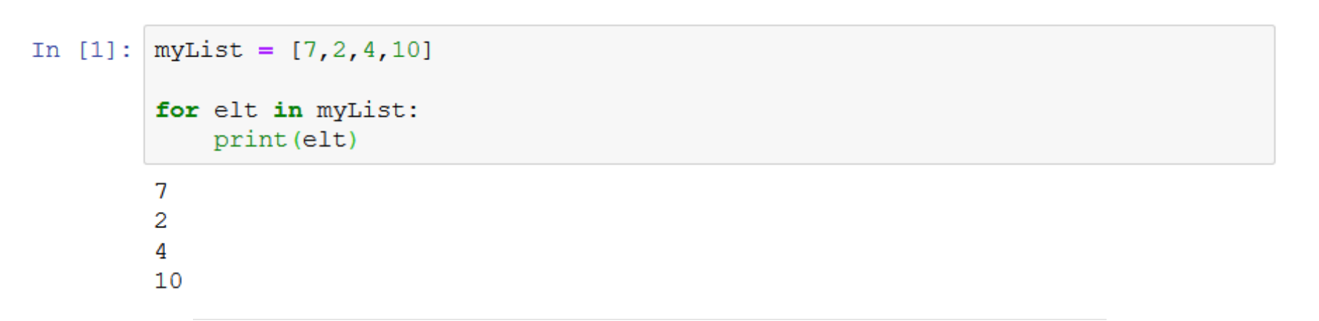 In [1]: myList = [7,2,4,10]
for elt in myList:
    print(elt)
7
2
4
10